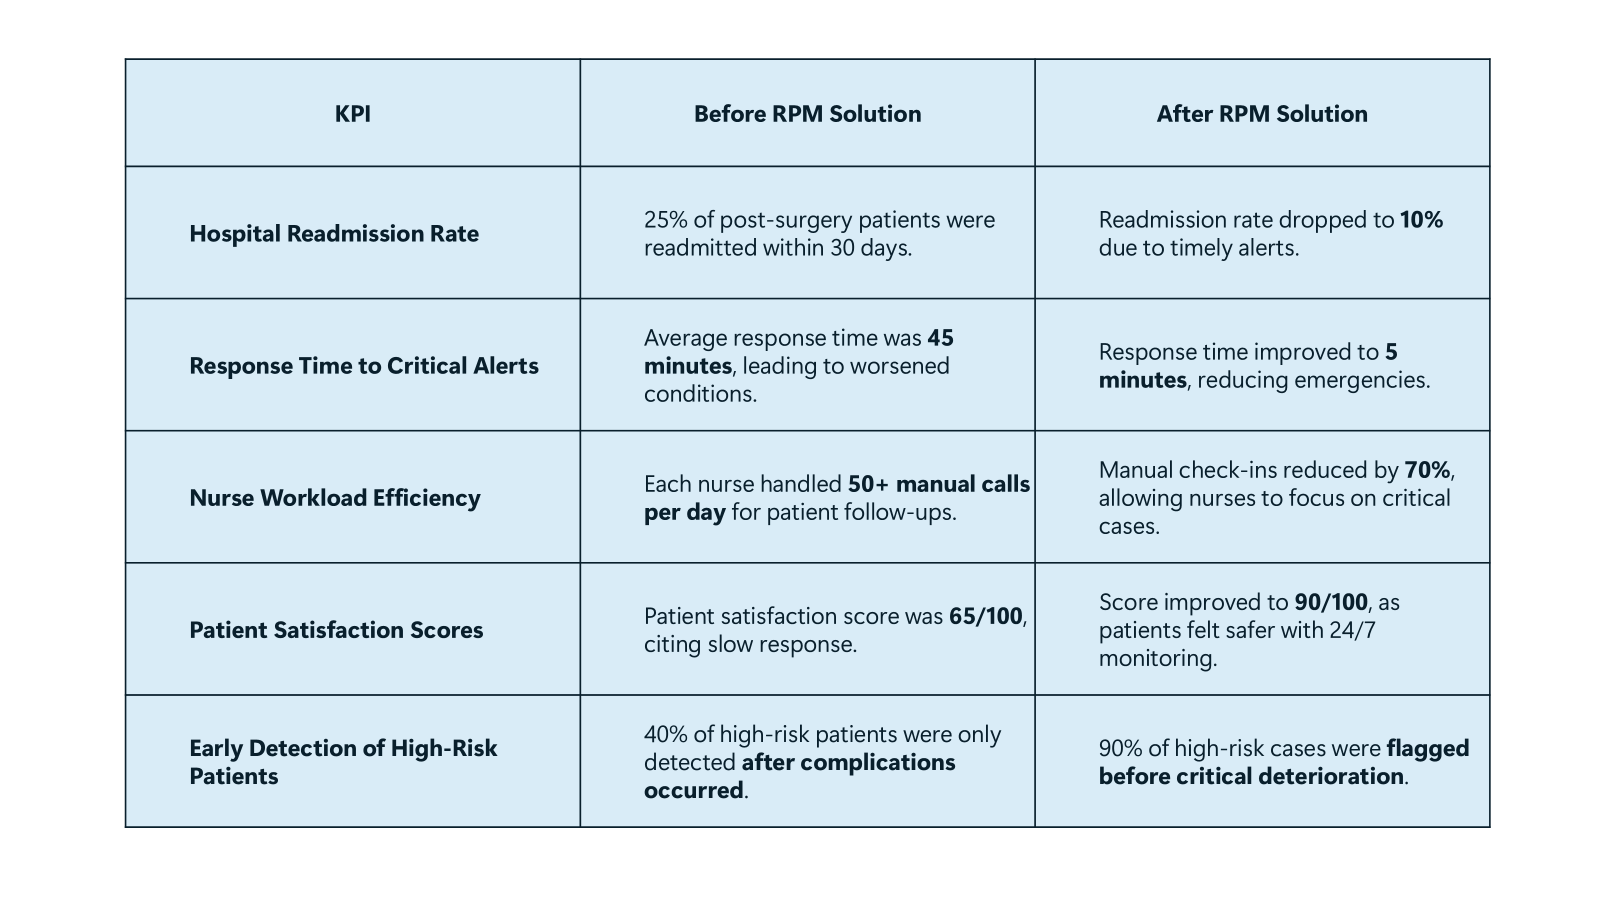 KPI
Before RPM Solution
After RPM Solution
Hospital Readmission Rate
25% of post-surgery patients were
readmitted within 30 days.
Readmission rate dropped to 10%
due to timely alerts.
Response Time to Critical Alerts
Average response time was 45
minutes, leading to worsened
conditions.
Response time improved to 5
minutes, reducing emergencies.
Nurse Workload Efficiency
Each nurse handled 50+ manual calls
per day for patient follow-ups.
Manual check-ins reduced by 70%,
allowing nurses to focus on critical
cases.
Patient Satisfaction Scores
Patient satisfaction score was 65/100,
citing slow response.
Score improved to 90/100, as
patients felt safer with 24/7
monitoring.
Early Detection of High-Risk
Patients
40% of high-risk patients were only
detected after complications
occurred.
90% of high-risk cases were flagged
before critical deterioration.